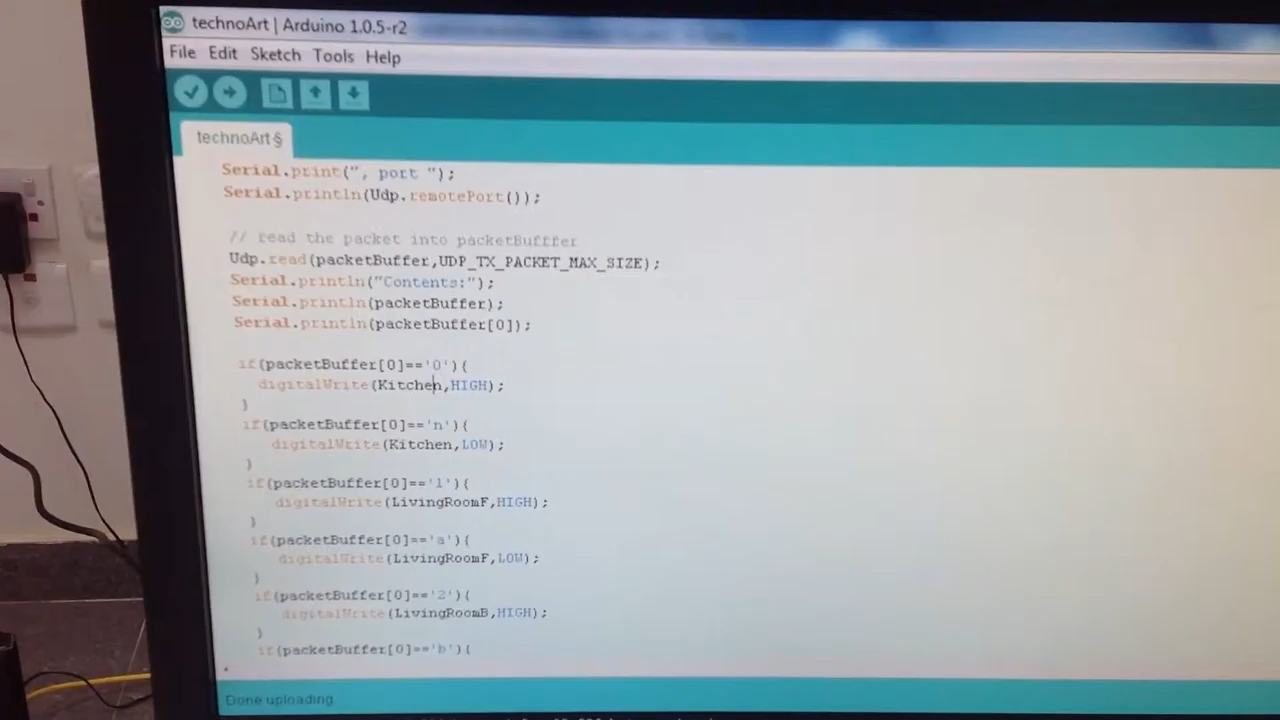 technoArt | Arduino 1.0.5-r2
File Edit Sketch Tools Help
technoArt §
Serial.print(", port ");
Serial.println(Udp.remotePort());
// read the packet into packetBufffer
Udp.read(packetBuffer,UDP_TX_PACKET_MAX_SIZE);
Serial.println("Contents:");
Serial.println(packetBuffer);
Serial.println(packetBuffer[0]);
if(packetBuffer[0]=='0'){
digitalWrite(Kitchen,HIGH);
}
if(packetBuffer[0]=='n'){
digitalWrite(Kitchen,LOW);
}
if(packetBuffer[0]=='1'){
digitalWrite(LivingRoomF,HIGH);
}
if(packetBuffer[0]=='a'){
digitalWrite(LivingRoomF,LOW);
}
if(packetBuffer[0]=='2'){
digitalWrite(LivingRoomB,HIGH);
}
if(packetBuffer[0]=='b'){
Done uploading